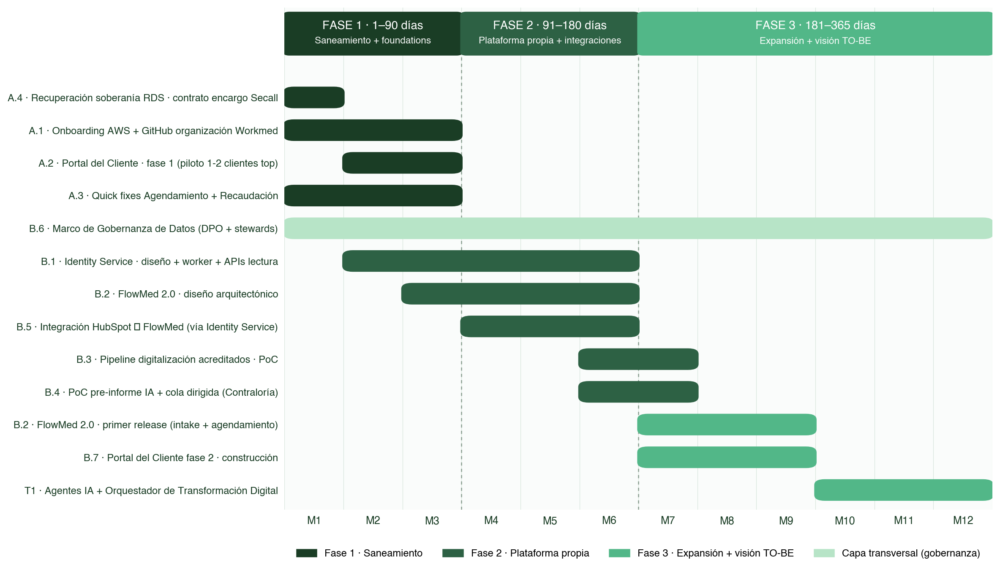 FASE 1 · 1–90 días
Saneamiento + foundations
FASE 2 · 91–180 días
Plataforma propia + integraciones
FASE 3 · 181–365 días
Expansión + visión TO-BE
A.4 · Recuperación soberanía RDS · contrato encargo Secall
A.1 · Onboarding AWS + GitHub organización Workmed
A.2 · Portal del Cliente · fase 1 (piloto 1-2 clientes top)
A.3 · Quick fixes Agendamiento + Recaudación
B.6 · Marco de Gobernanza de Datos (DPO + stewards)
B.1 · Identity Service · diseño + worker + APIs lectura
B.2 · FlowMed 2.0 · diseño arquitectónico
B.5 · Integración HubSpot □ FlowMed (vía Identity Service)
B.3 · Pipeline digitalización acreditados · PoC
B.4 · PoC pre-informe IA + cola dirigida (Contraloría)
B.2 · FlowMed 2.0 · primer release (intake + agendamiento)
B.7 · Portal del Cliente fase 2 · construcción
T1 · Agentes IA + Orquestador de Transformación Digital
M1 M2 M3 M4 M5 M6 M7 M8 M9 M10 M11 M12
Fase 1 · Saneamiento
Fase 2 · Plataforma propia
Fase 3 · Expansión + visión TO-BE
Capa transversal (gobernanza)